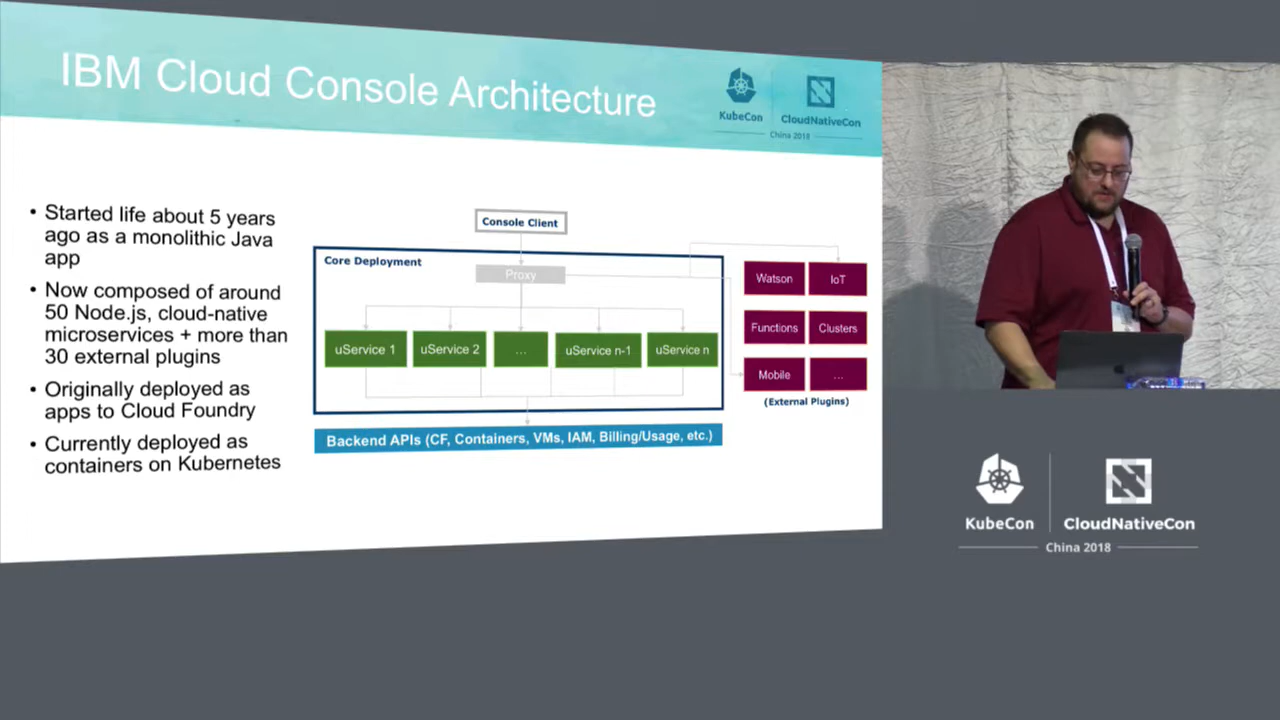 IBM Cloud Console Architecture
KubeCon
CloudNativeCon
China 2018
• Started life about 5 years
ago as a monolithic Java
app
• Now composed of around
50 Node.js, cloud-native
microservices + more than
30 external plugins
• Originally deployed as
apps to Cloud Foundry
• Currently deployed as
containers on Kubernetes
Console Client
Core Deployment
Proxy
uService 1
uService 2
...
uService n-1
uService n
Backend APIs (CF, Containers, VMs, IAM, Billing/Usage, etc.)
Watson
IoT
Functions
Clusters
Mobile
...
(External Plugins)
KubeCon
CloudNativeCon
China 2018